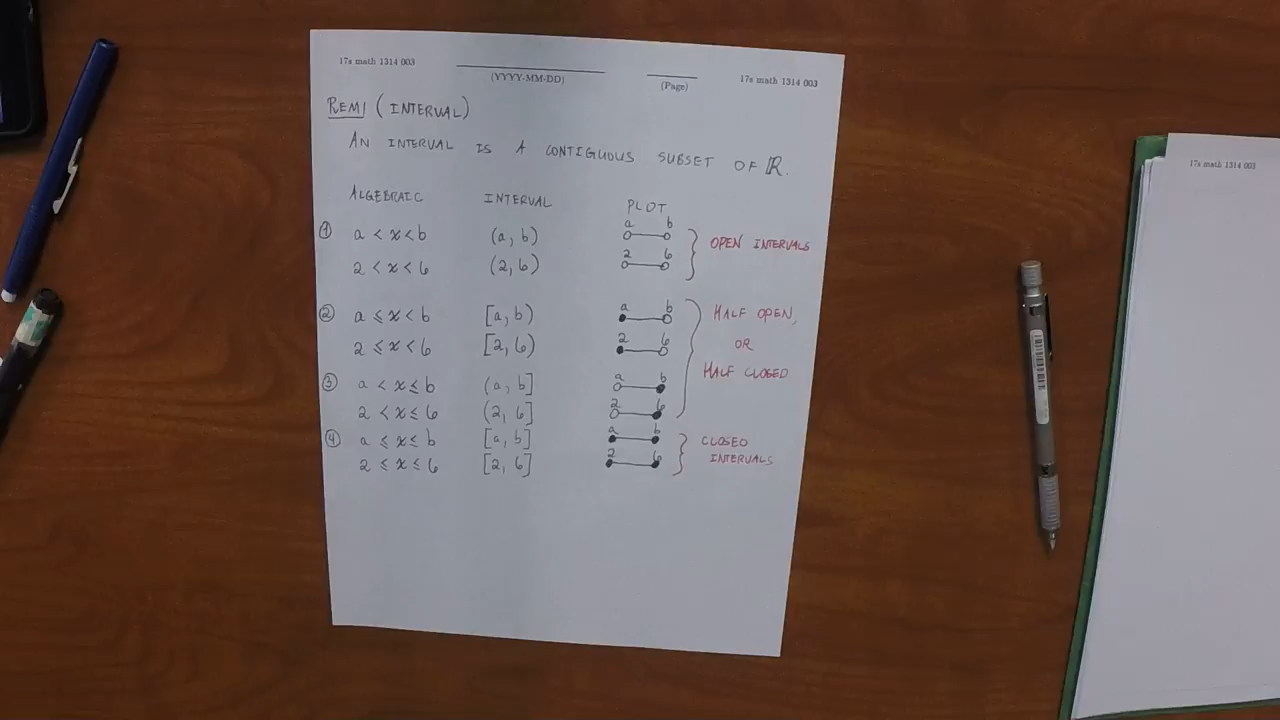 17s math 1314 003 (YYYY-MM-DD) (Page) 17s math 1314 003
REM| (INTERVAL)
AN INTERVAL IS A CONTIGUOUS SUBSET OF ℝ.
ALGEBRAIC INTERVAL PLOT
① a < x < b (a, b) a b
2 < x < 6 (2, 6) 2 6
OPEN INTERVALS
② a ≤ x < b [a, b) a b
2 ≤ x < 6 [2, 6) 2 6
③ a < x ≤ b (a, b] a b
2 < x ≤ 6 (2, 6] 2 6
HALF OPEN,
OR
HALF CLOSED
④ a ≤ x ≤ b [a, b] a b
2 ≤ x ≤ 6 [2, 6] 2 6
CLOSED
INTERVALS
17s math 1314 003